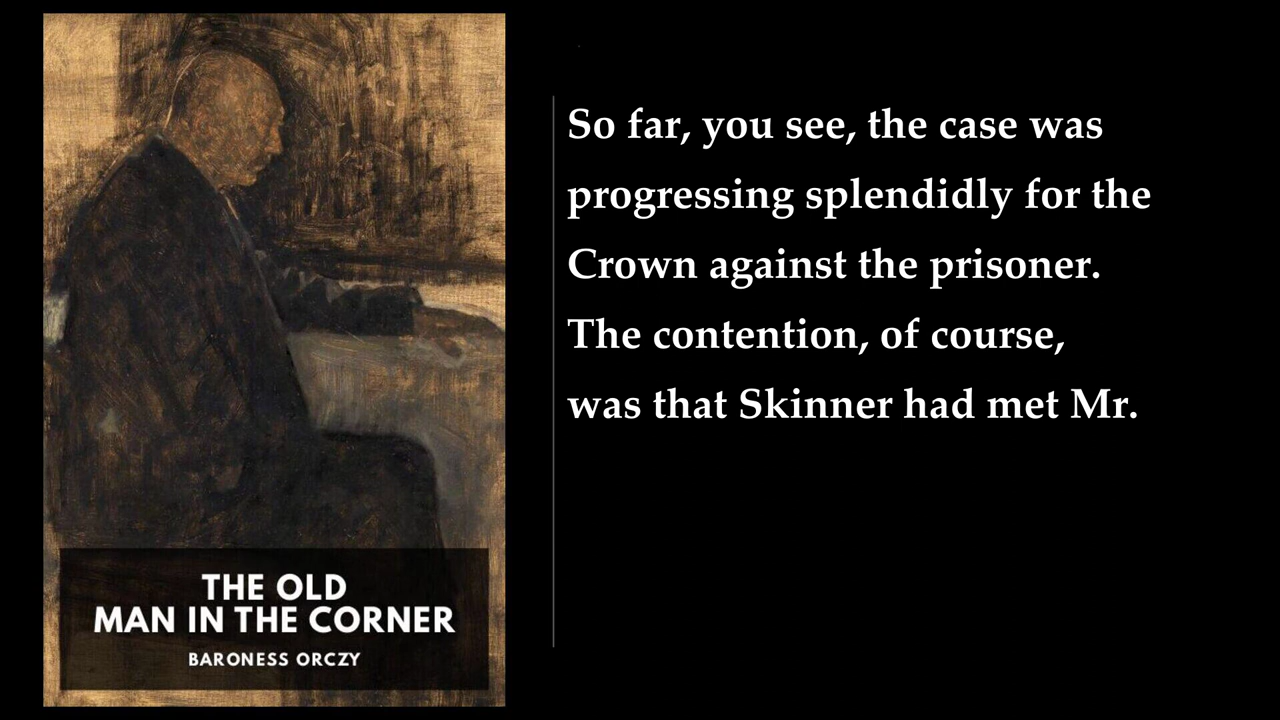 So far, you see, the case was
progressing splendidly for the
Crown against the prisoner.
The contention, of course,
was that Skinner had met Mr.
THE OLD
MAN IN THE CORNER
BARONESS ORCZY